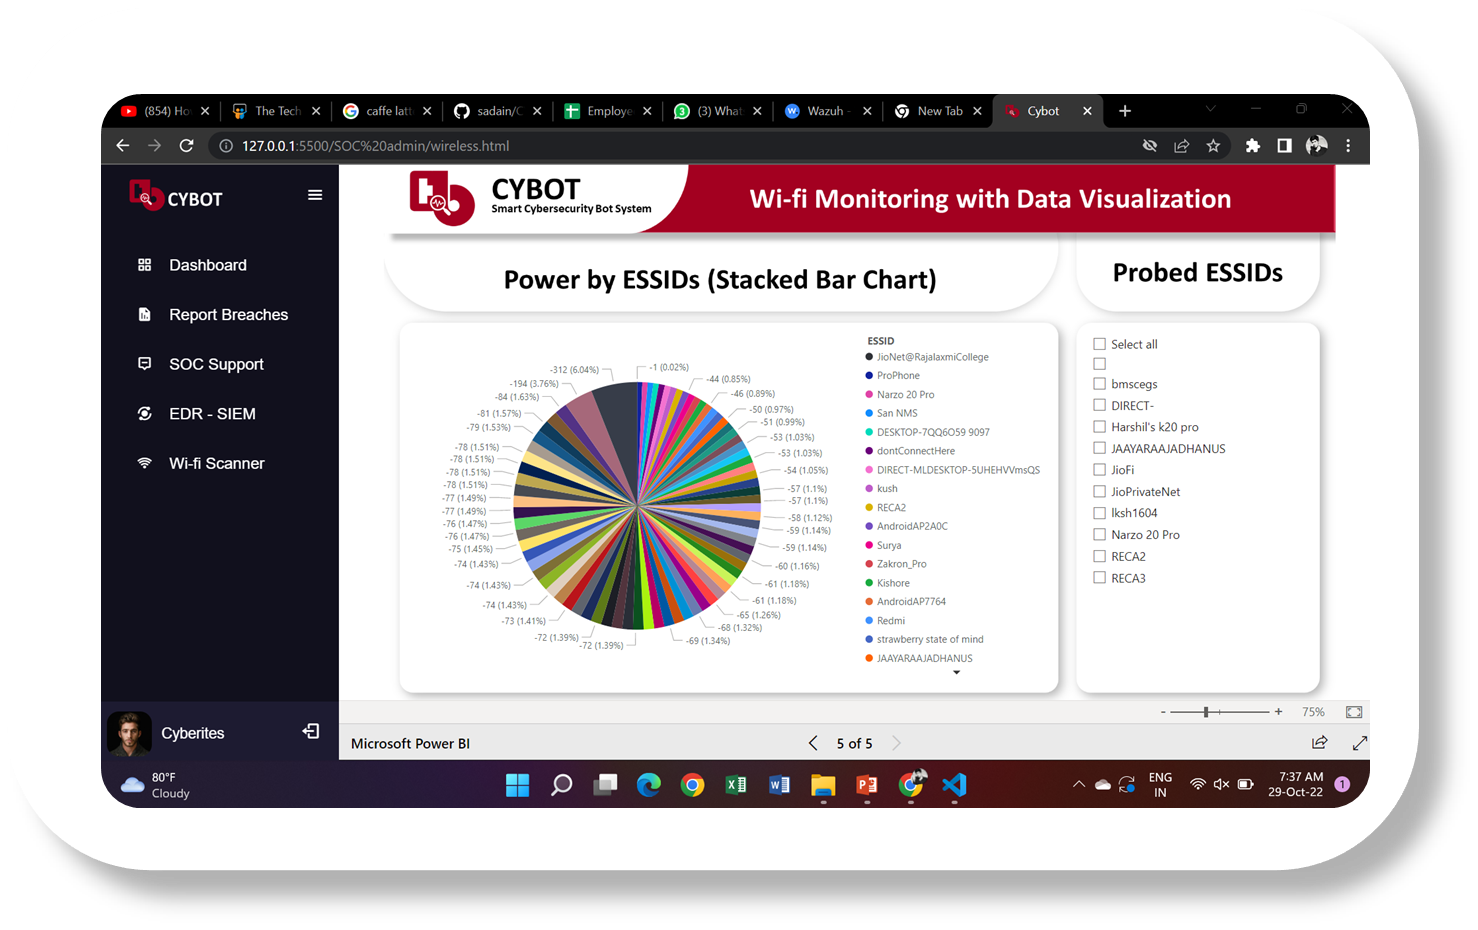 (854) Ho
The Tech
caffe latt
sadain/C
Employe
(3) What
Wazuh -
New Tab
Cybot
127.0.0.1:5500/SOC%20admin/wireless.html
CYBOT
Dashboard
Report Breaches
SOC Support
EDR - SIEM
Wi-fi Scanner
Cyberites
CYBOT
Smart Cybersecurity Bot System
Wi-fi Monitoring with Data Visualization
Power by ESSIDs (Stacked Bar Chart)
Probed ESSIDs
-1 (0.02%)
-44 (0.85%)
-46 (0.89%)
-50 (0.97%)
-51 (0.99%)
-53 (1.03%)
-53 (1.03%)
-54 (1.05%)
-57 (1.1%)
-57 (1.1%)
-58 (1.12%)
-59 (1.14%)
-59 (1.14%)
-60 (1.16%)
-61 (1.18%)
-61 (1.18%)
-65 (1.26%)
-68 (1.32%)
-69 (1.34%)
-72 (1.39%)
-72 (1.39%)
-73 (1.41%)
-74 (1.43%)
-74 (1.43%)
-74 (1.43%)
-75 (1.45%)
-76 (1.47%)
-76 (1.47%)
-77 (1.49%)
-77 (1.49%)
-78 (1.51%)
-78 (1.51%)
-78 (1.51%)
-78 (1.51%)
-79 (1.53%)
-81 (1.57%)
-84 (1.63%)
-194 (3.76%)
-312 (6.04%)
ESSID
JioNet@RajalaxmiCollege
ProPhone
Narzo 20 Pro
San NMS
DESKTOP-7QQ6O59 9097
dontConnectHere
DIRECT-MLDESKTOP-5UHEHVVmsQS
kush
RECA2
AndroidAP2A0C
Surya
Zakron_Pro
Kishore
AndroidAP7764
Redmi
strawberry state of mind
JAAYARAAJADHANUS
Select all
bmscegs
DIRECT-
Harshil's k20 pro
JAAYARAAJADHANUS
JioFi
JioPrivateNet
lksh1604
Narzo 20 Pro
RECA2
RECA3
- + 75%
Microsoft Power BI
5 of 5
80°F
Cloudy
ENG
IN
7:37 AM
29-Oct-22
1